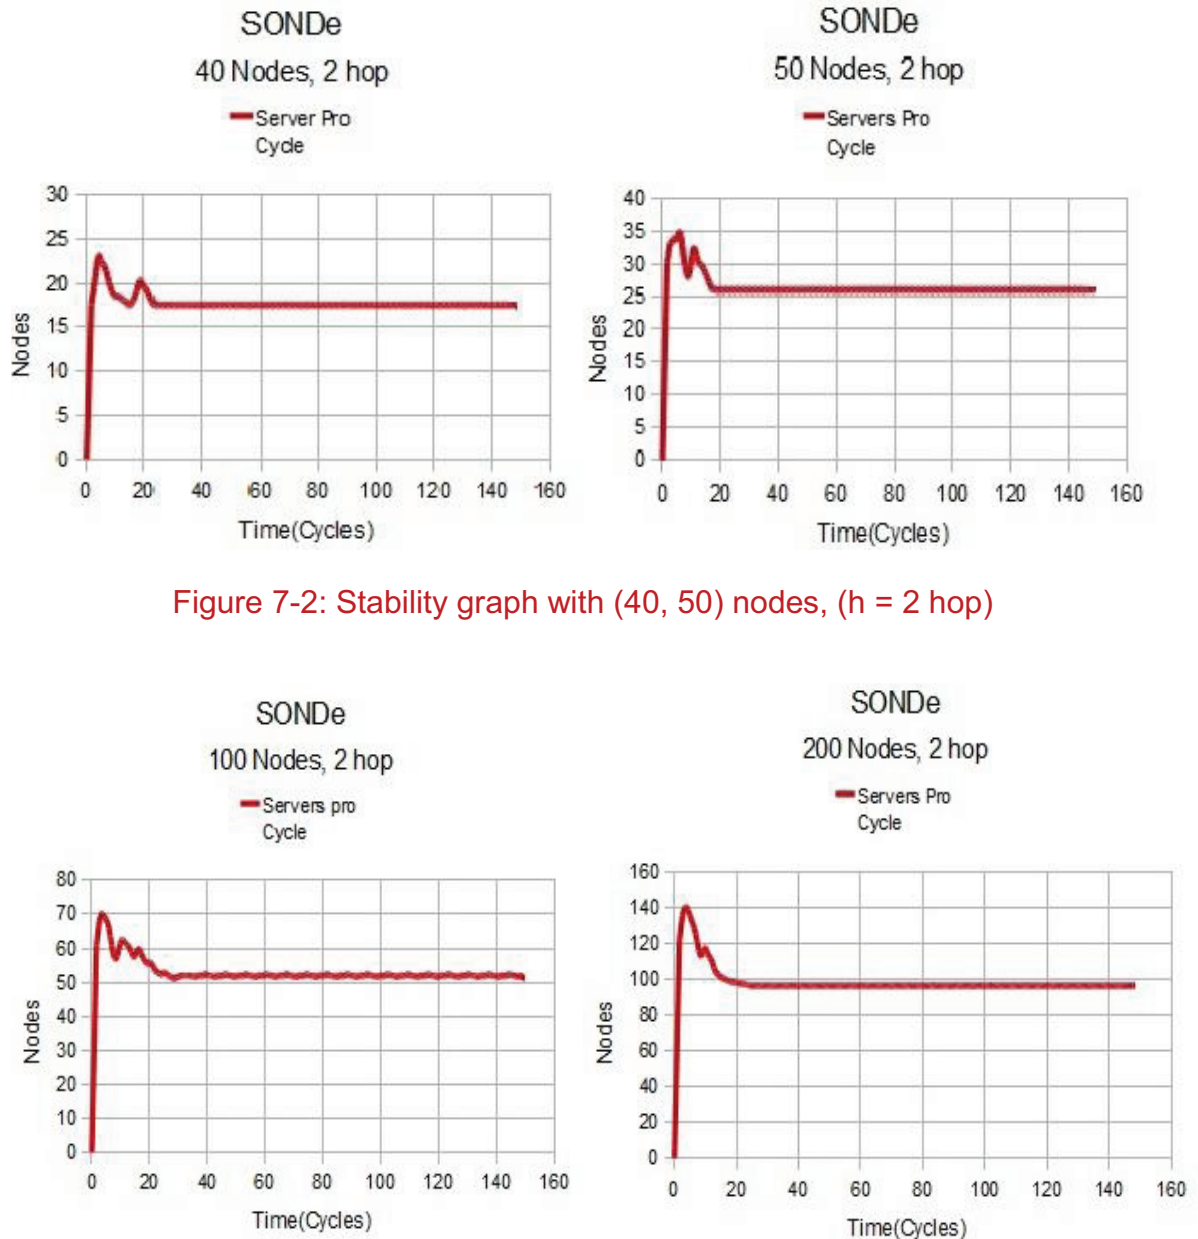 SONDe
40 Nodes, 2 hop
Server Pro
Cycle
30
25
20
15
10
5
0
Nodes
0 20 40 60 80 100 120 140 160
Time(Cycles)
SONDe
50 Nodes, 2 hop
Servers Pro
Cycle
40
35
30
25
20
15
10
5
0
Nodes
0 20 40 60 80 100 120 140 160
Time(Cycles)
Figure 7-2: Stability graph with (40, 50) nodes, (h = 2 hop)
SONDe
100 Nodes, 2 hop
Servers pro
Cycle
80
70
60
50
40
30
20
10
0
Nodes
0 20 40 60 80 100 120 140 160
Time(Cycles)
SONDe
200 Nodes, 2 hop
Servers Pro
Cycle
160
140
120
100
80
60
40
20
0
Nodes
0 20 40 60 80 100 120 140 160
Time(Cycles)